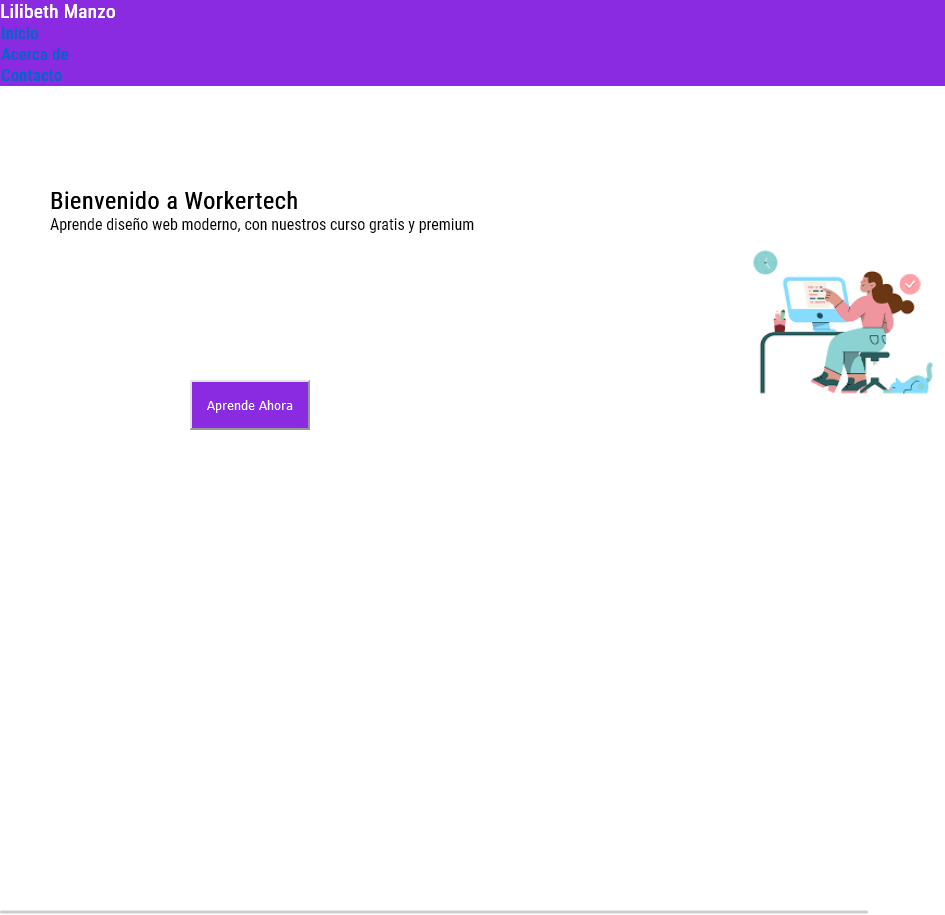 Lilibeth Manzo
Inicio
Acerca de
Contacto
Bienvenido a Workertech
Aprende diseño web moderno, con nuestros curso gratis y premium
Aprende Ahora